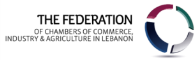 THE FEDERATION
OF CHAMBERS OF COMMERCE,
INDUSTRY & AGRICULTURE IN LEBANON